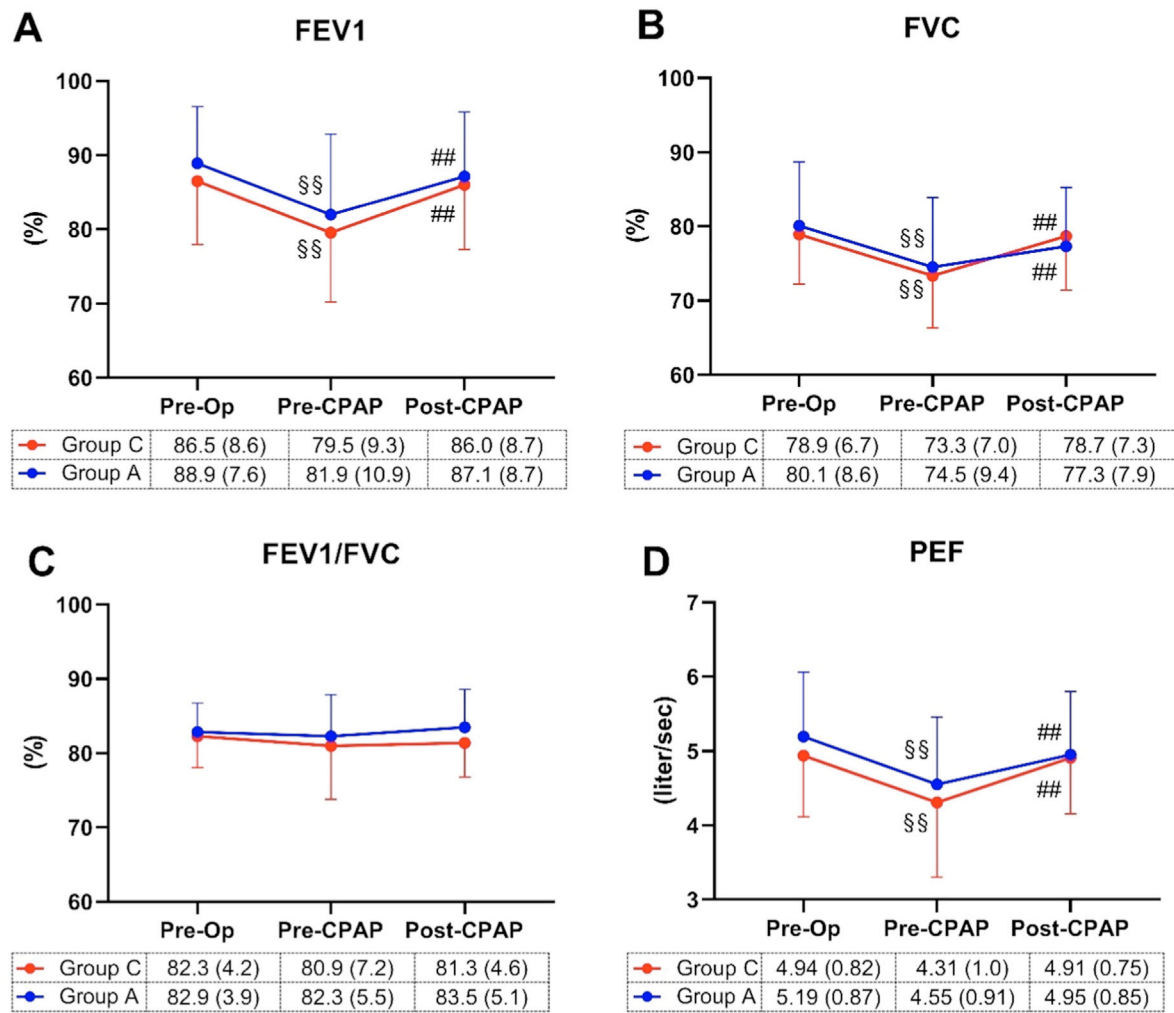 A
FEV1
100
90
80
70
60
(%)
§§
§§
##
##
Pre-Op Pre-CPAP Post-CPAP
Group C 86.5 (8.6) 79.5 (9.3) 86.0 (8.7)
Group A 88.9 (7.6) 81.9 (10.9) 87.1 (8.7)
B
FVC
100
90
80
70
60
(%)
§§
§§
##
##
Pre-Op Pre-CPAP Post-CPAP
Group C 78.9 (6.7) 73.3 (7.0) 78.7 (7.3)
Group A 80.1 (8.6) 74.5 (9.4) 77.3 (7.9)
C
FEV1/FVC
100
90
80
70
60
(%)
Pre-Op Pre-CPAP Post-CPAP
Group C 82.3 (4.2) 80.9 (7.2) 81.3 (4.6)
Group A 82.9 (3.9) 82.3 (5.5) 83.5 (5.1)
D
PEF
7
6
5
4
3
(liter/sec)
§§
§§
##
##
Pre-Op Pre-CPAP Post-CPAP
Group C 4.94 (0.82) 4.31 (1.0) 4.91 (0.75)
Group A 5.19 (0.87) 4.55 (0.91) 4.95 (0.85)